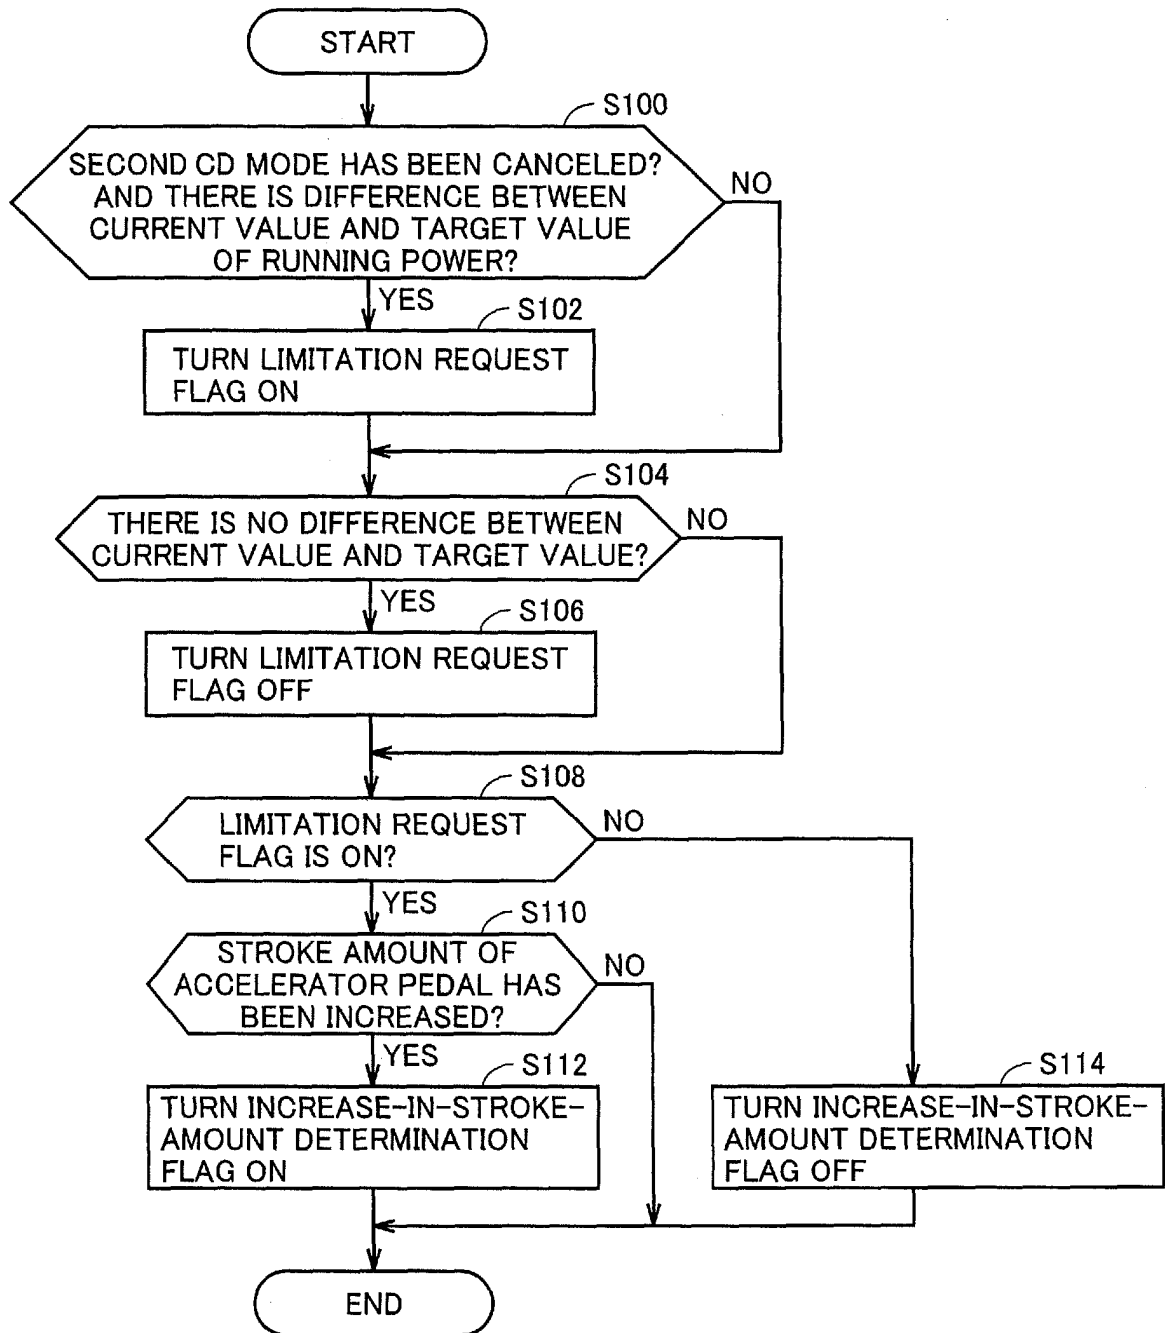 START
S100
SECOND CD MODE HAS BEEN CANCELED?
AND THERE IS DIFFERENCE BETWEEN
CURRENT VALUE AND TARGET VALUE
OF RUNNING POWER?
NO
YES
S102
TURN LIMITATION REQUEST
FLAG ON
S104
THERE IS NO DIFFERENCE BETWEEN
CURRENT VALUE AND TARGET VALUE?
NO
YES
S106
TURN LIMITATION REQUEST
FLAG OFF
S108
LIMITATION REQUEST
FLAG IS ON?
NO
YES
S110
STROKE AMOUNT OF
ACCELERATOR PEDAL HAS
BEEN INCREASED?
NO
YES
S112
TURN INCREASE-IN-STROKE-
AMOUNT DETERMINATION
FLAG ON
S114
TURN INCREASE-IN-STROKE-
AMOUNT DETERMINATION
FLAG OFF
END